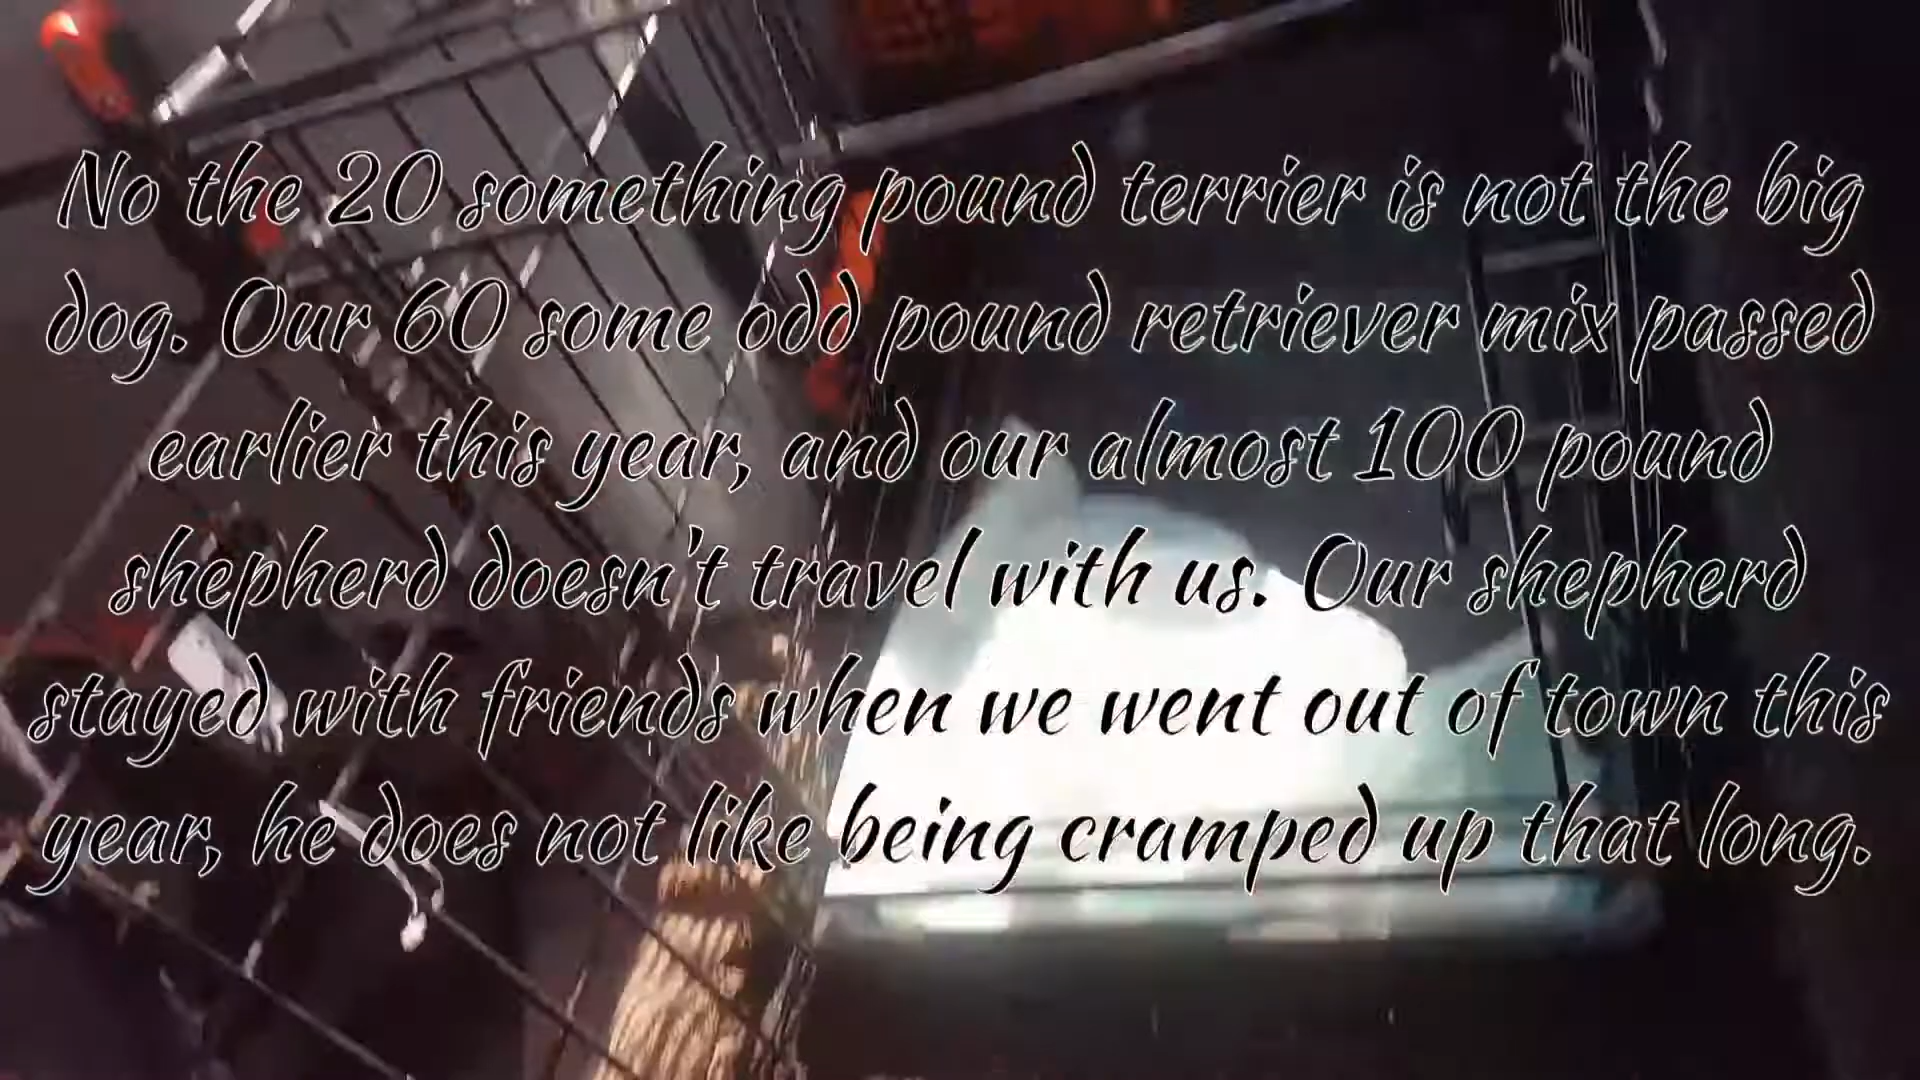 No the 20 something pound terrier is not the big
dog. Our 60 some odd pound retriever mix passed
earlier this year, and our almost 100 pound
shepherd doesn't travel with us. Our shepherd
stayed with friends when we went out of town this
year, he does not like being cramped up that long.